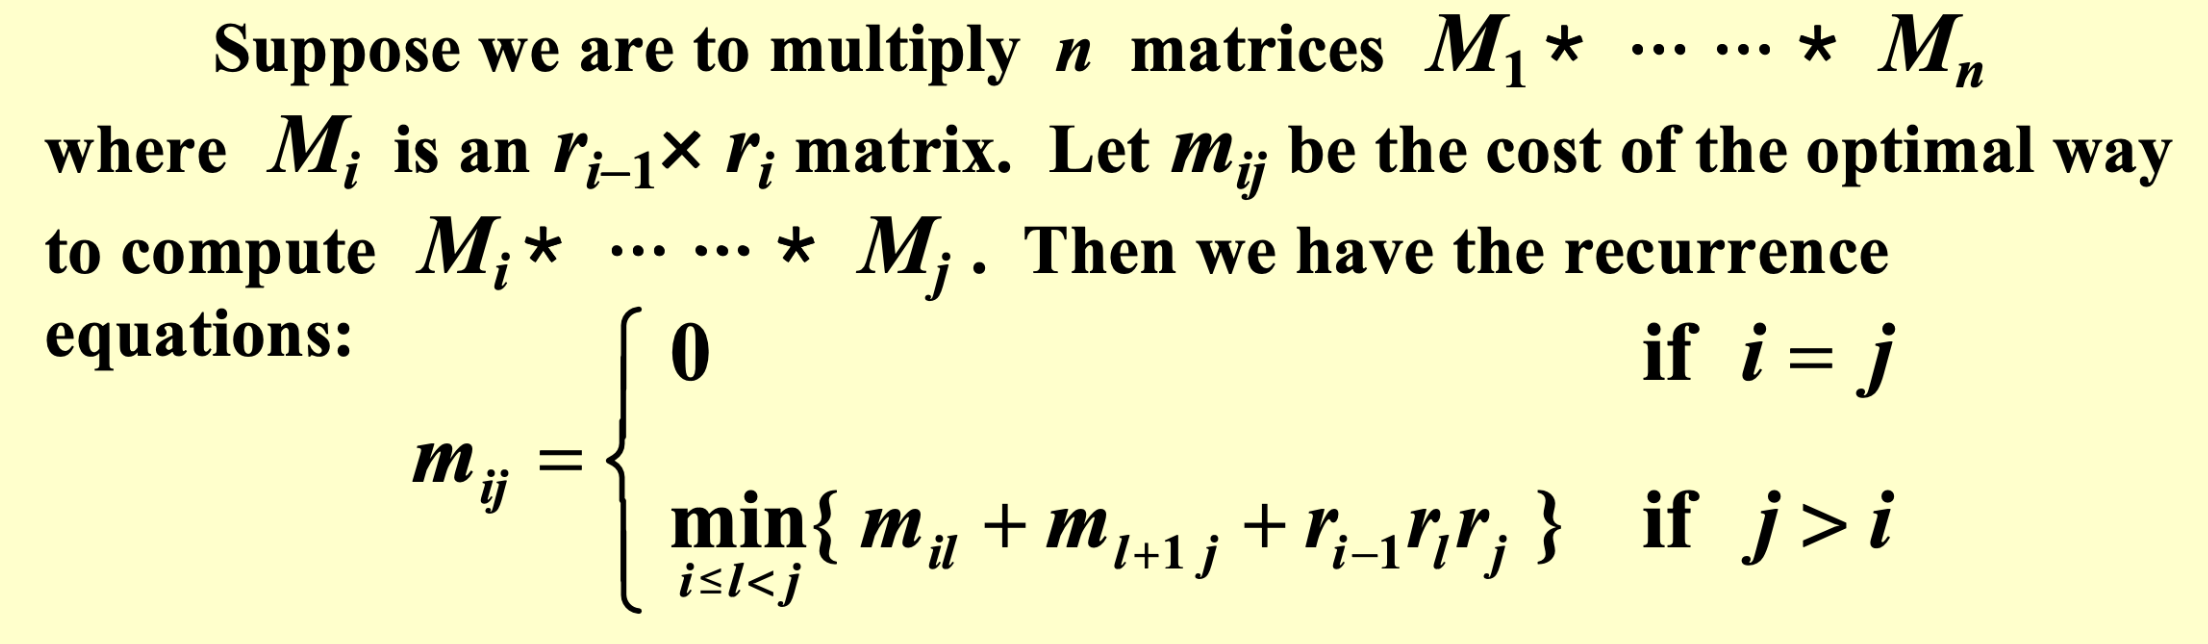 Suppose we are to multiply n matrices M₁ * ⋯ ⋯ * Mₙ
where Mᵢ is an rᵢ₋₁× rᵢ matrix. Let mᵢⱼ be the cost of the optimal way
to compute Mᵢ * ⋯ ⋯ * Mⱼ . Then we have the recurrence
equations:
0 if i = j
mᵢⱼ = {
min{ mᵢₗ + mₗ₊₁ ⱼ + rᵢ₋₁rₗrⱼ } if j > i
i≤l<j